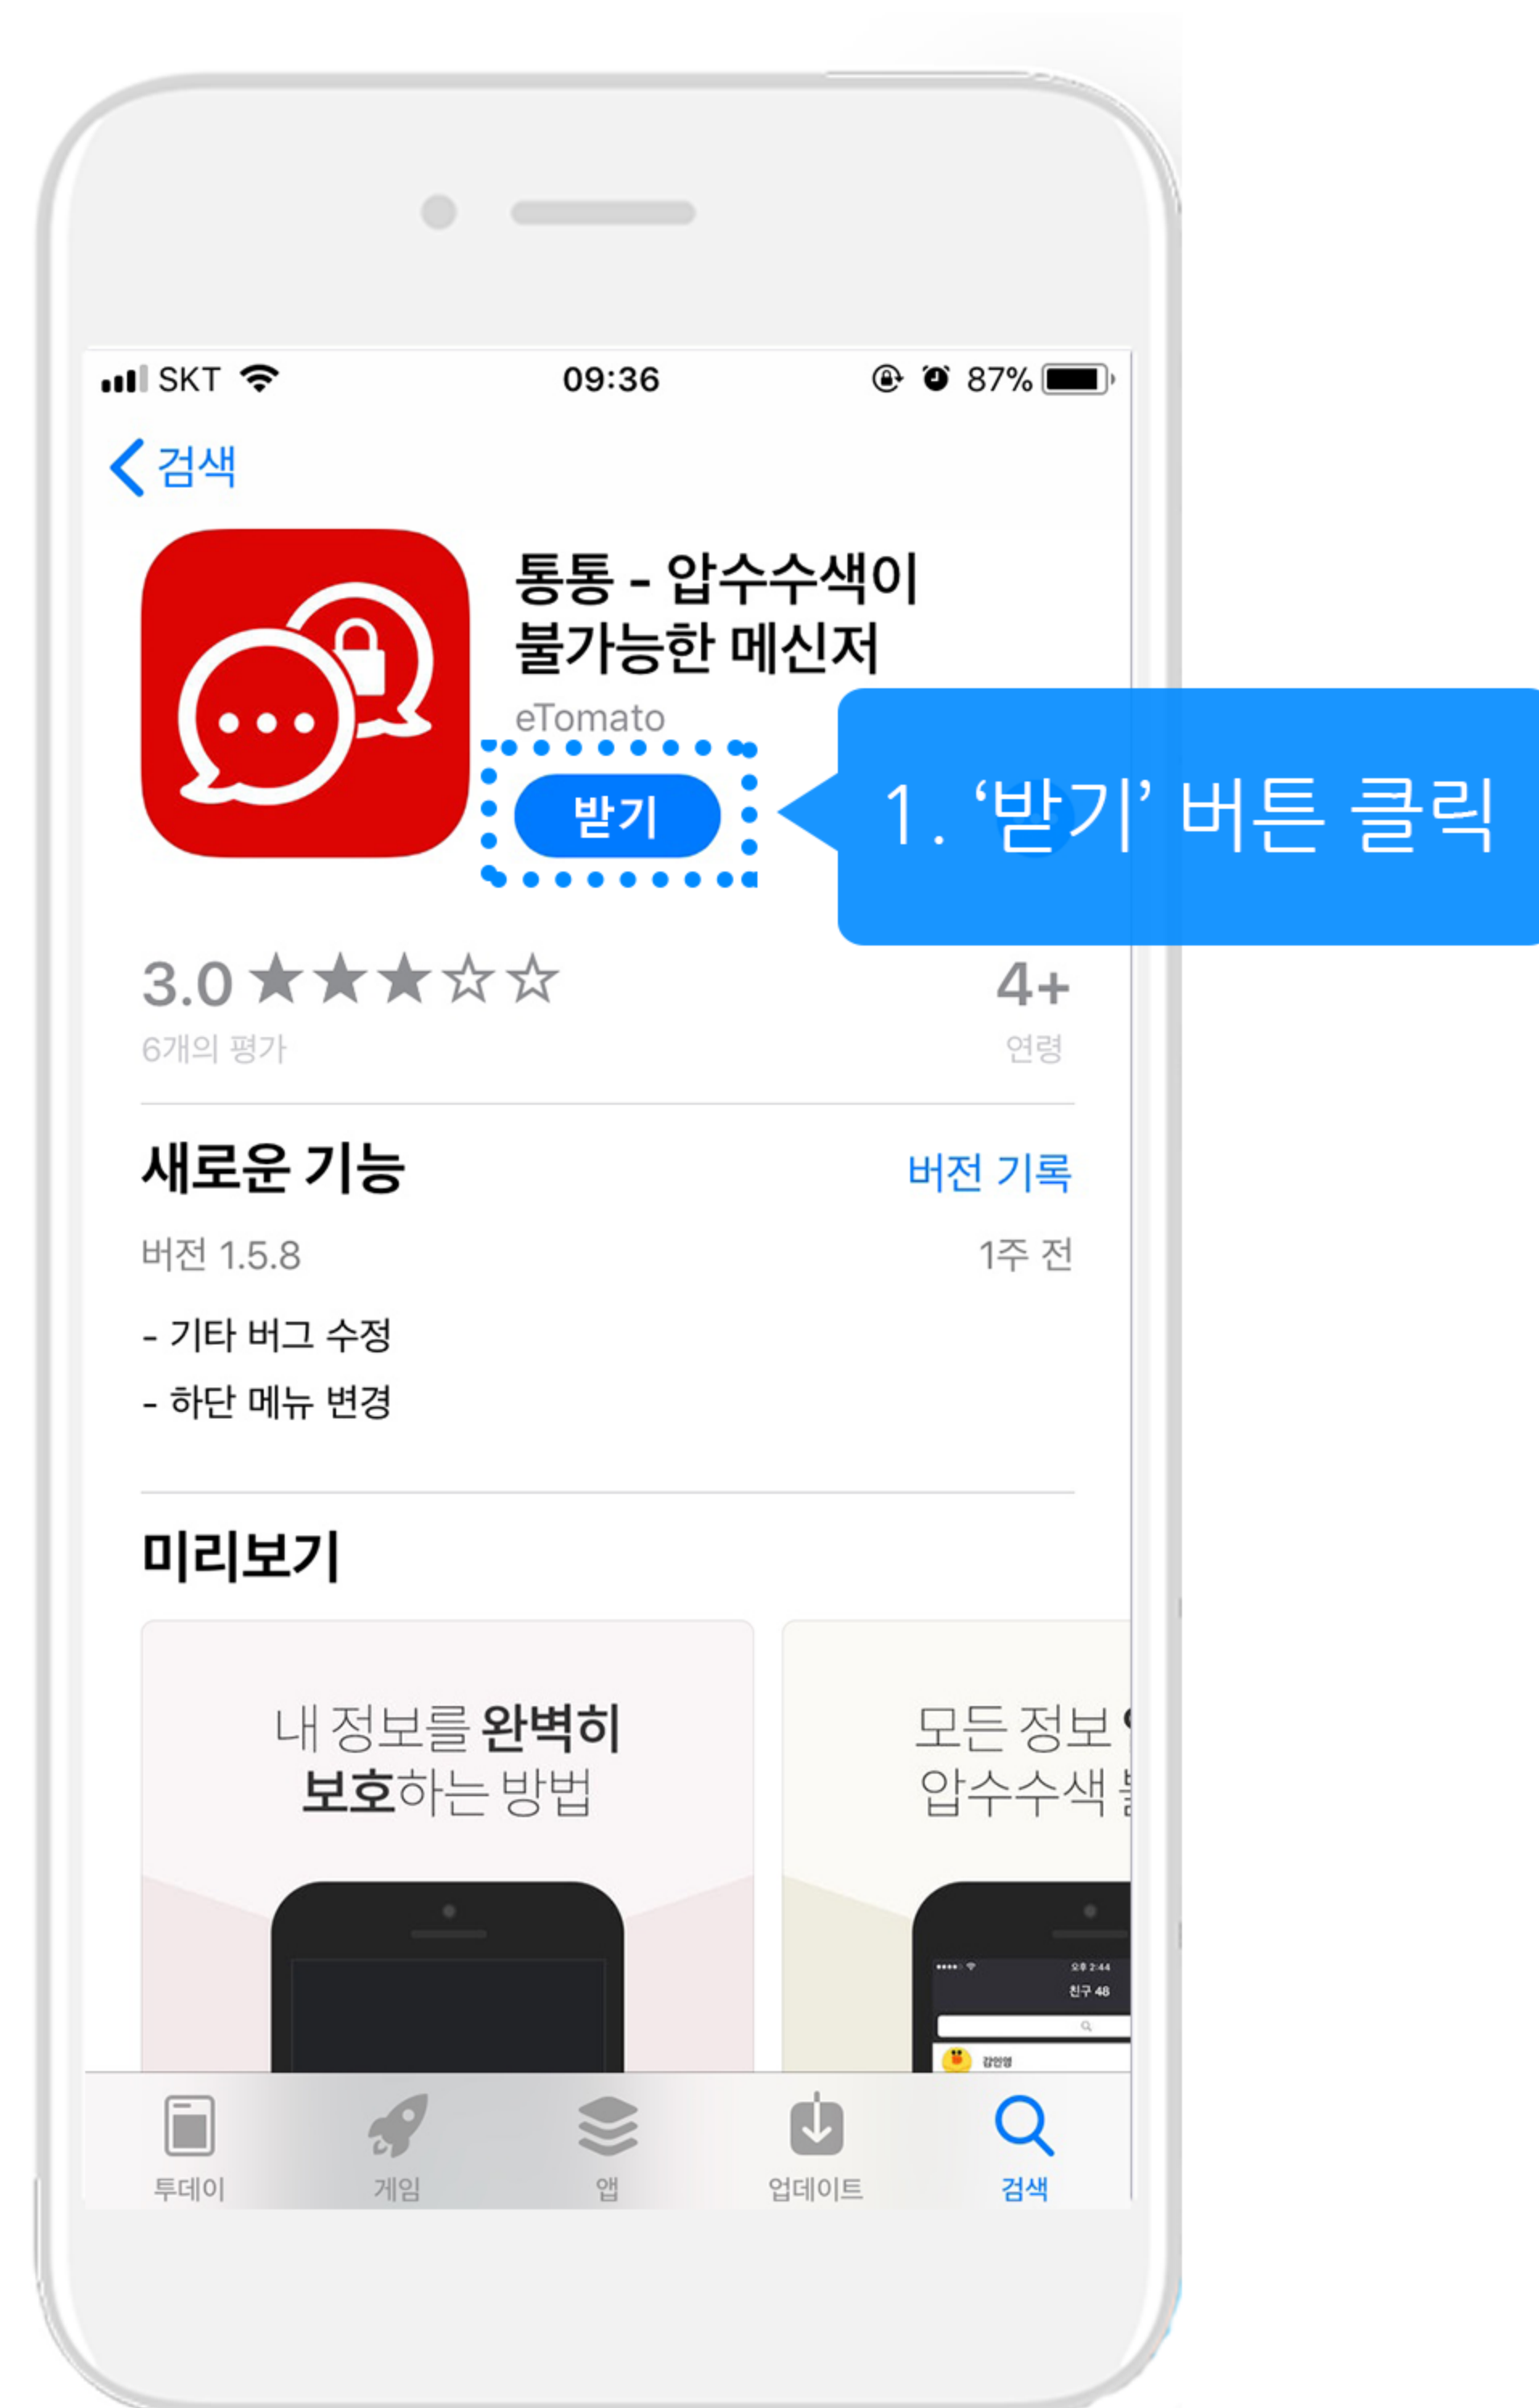 SKT 09:36 87%
검색
통통 - 압수수색이
불가능한 메신저
eTomato
받기
1. ‘받기’ 버튼 클릭
3.0 4+
6개의 평가 연령
새로운 기능 버전 기록
버전 1.5.8 1주 전
- 기타 버그 수정
- 하단 메뉴 변경
미리보기
내 정보를 완벽히
보호하는 방법
모든 정보
압수수색
오후 2:44
친구 48
투데이 게임 앱 업데이트 검색